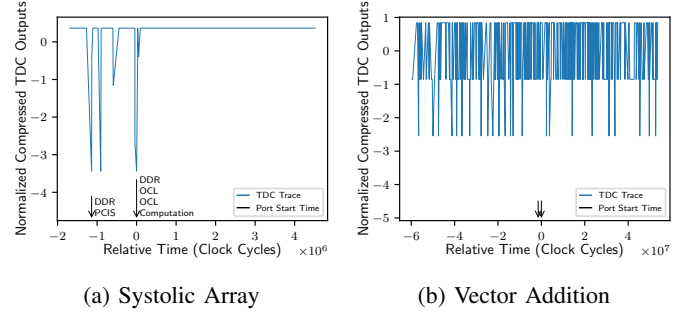 Normalized Compressed TDC Outputs
0
−1
−2
−3
−4
DDR
PCIS
DDR
OCL
OCL
Computation
TDC Trace
Port Start Time
−2
0
2
4
Relative Time (Clock Cycles)
×10⁶
(a) Systolic Array
Normalized Compressed TDC Outputs
1
0
−1
−2
−3
−4
−5
TDC Trace
Port Start Time
−6
−4
−2
0
2
4
Relative Time (Clock Cycles)
×10⁷
(b) Vector Addition